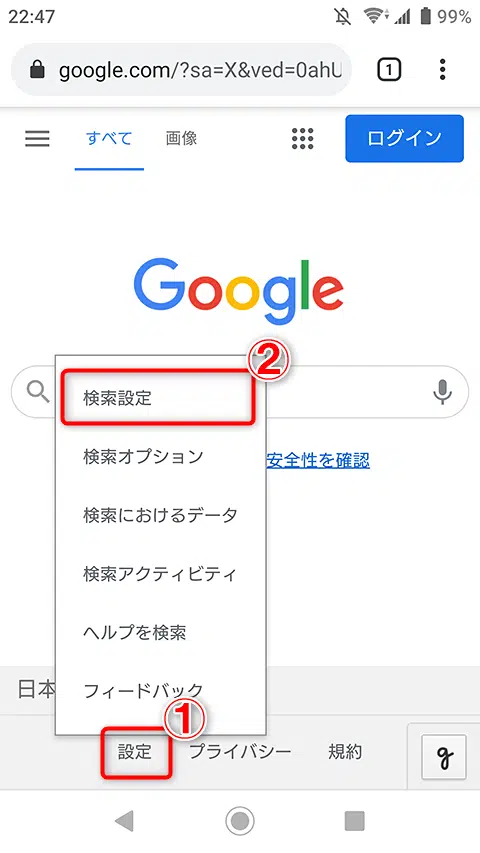 22:47 99%
google.com/?sa=X&ved=0ahU 1
すべて 画像 ログイン
Google
②
検索設定
検索オプション
安全性を確認
検索におけるデータ
検索アクティビティ
ヘルプを検索
日本
フィードバック
①
設定 プライバシー 規約
g